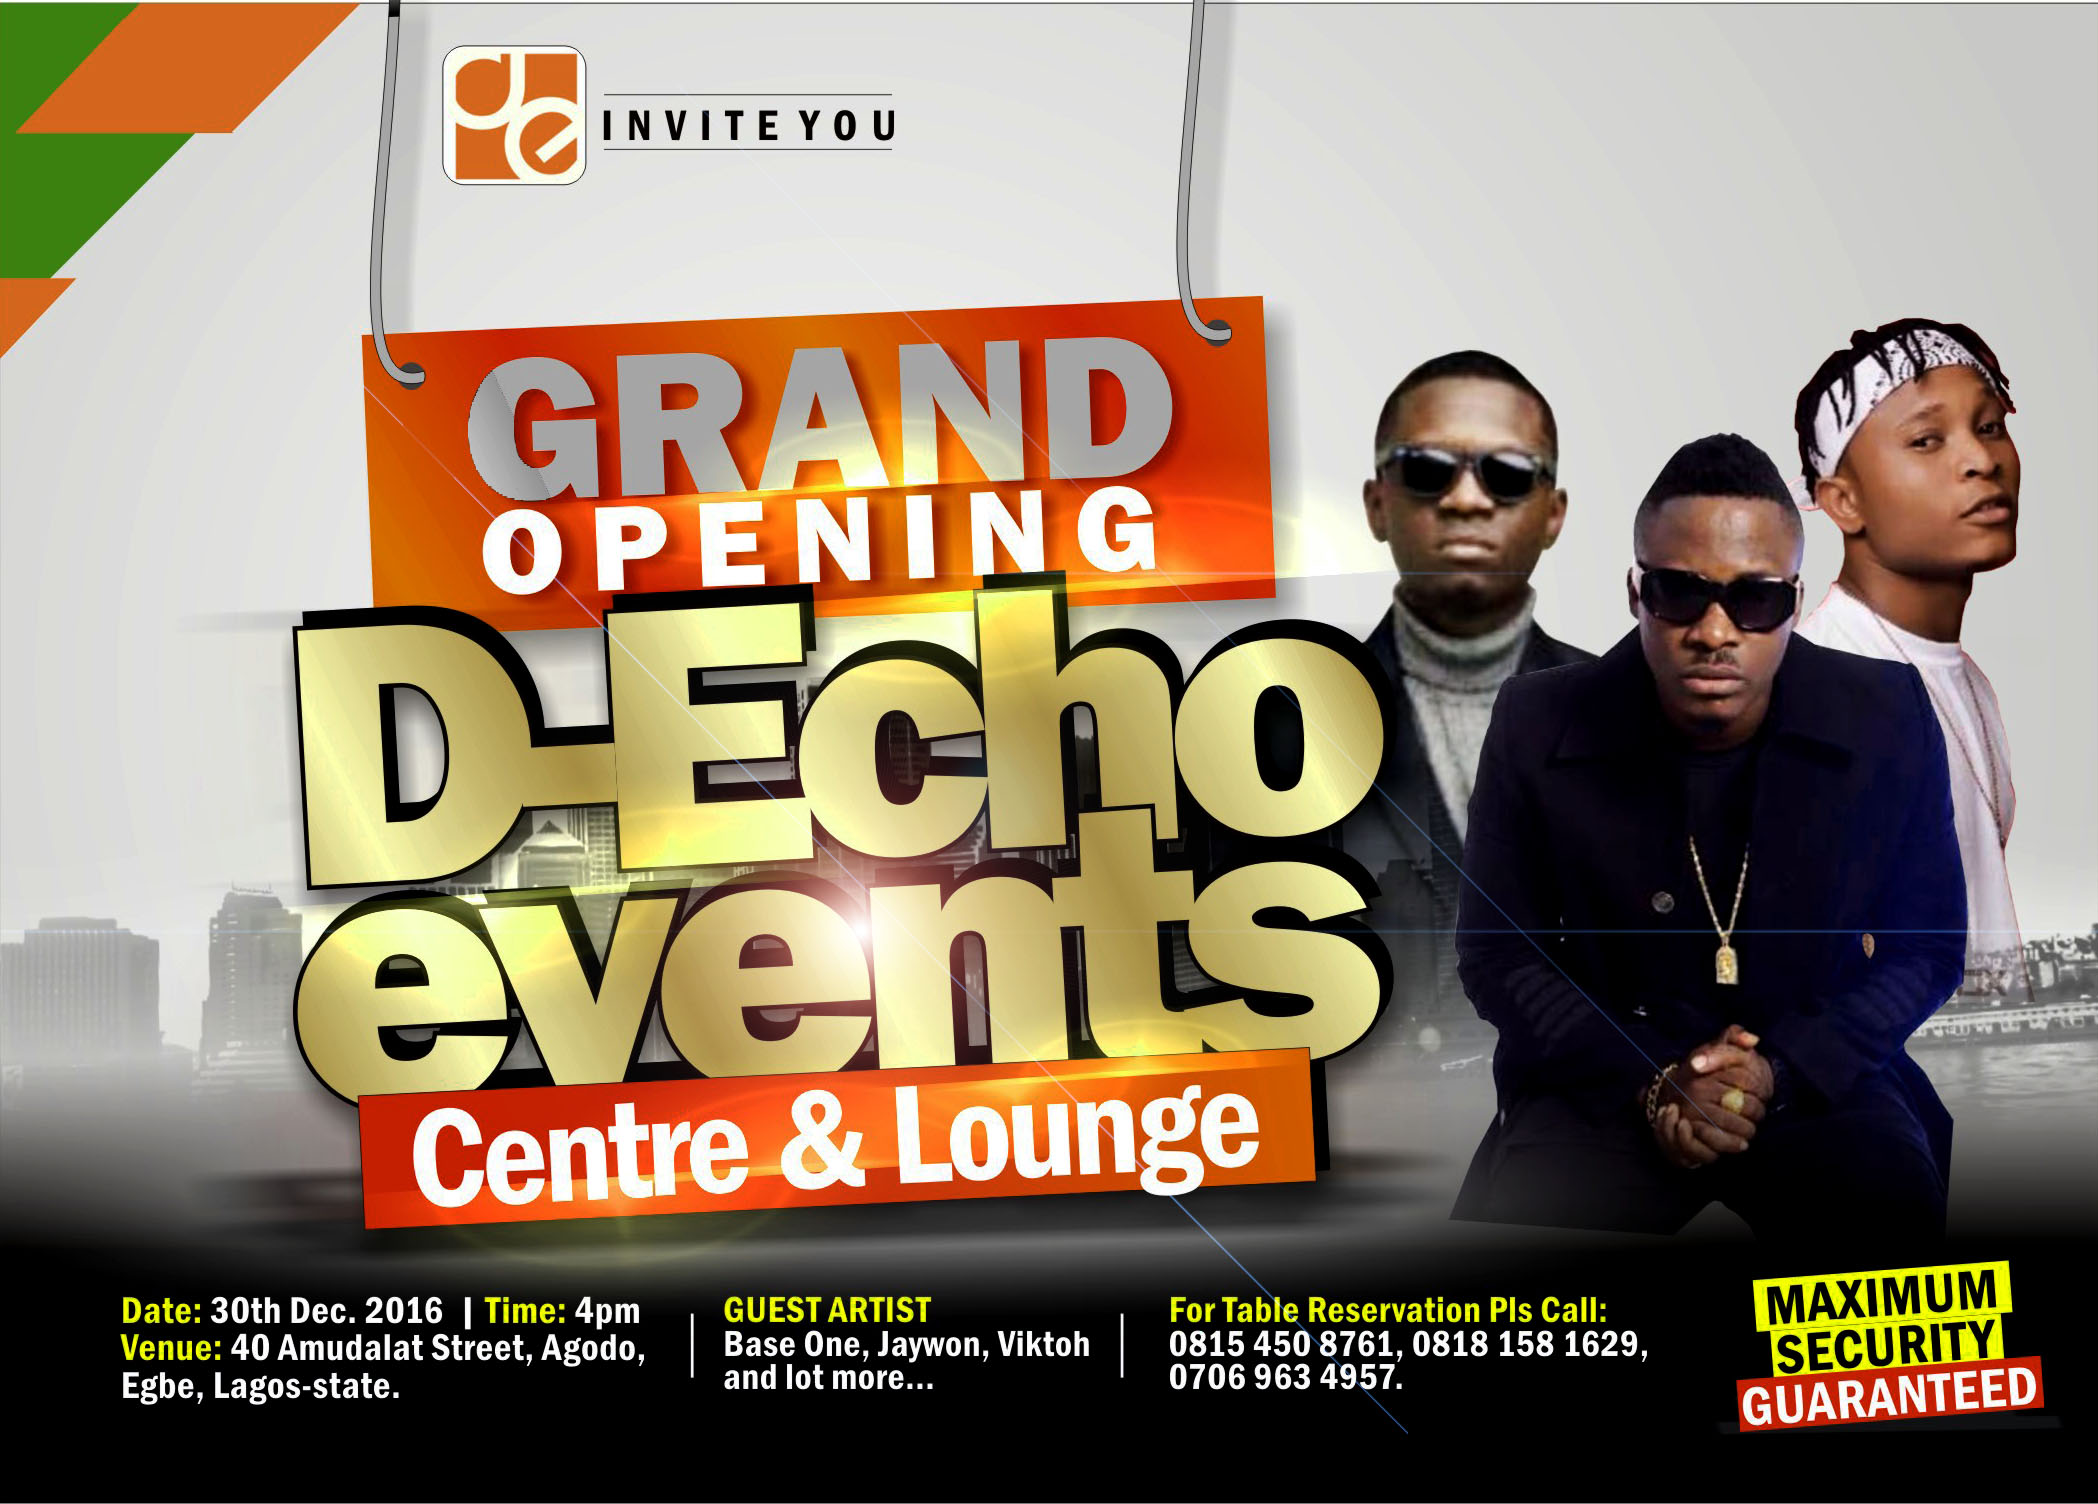 de
INVITE YOU
GRAND
OPENING
D-Echo
events
Centre & Lounge
Date: 30th Dec. 2016 | Time: 4pm
Venue: 40 Amudalat Street, Agodo,
Egbe, Lagos-state.
GUEST ARTIST
Base One, Jaywon, Viktoh
and lot more...
For Table Reservation Pls Call:
0815 450 8761, 0818 158 1629,
0706 963 4957.
MAXIMUM
SECURITY
GUARANTEED